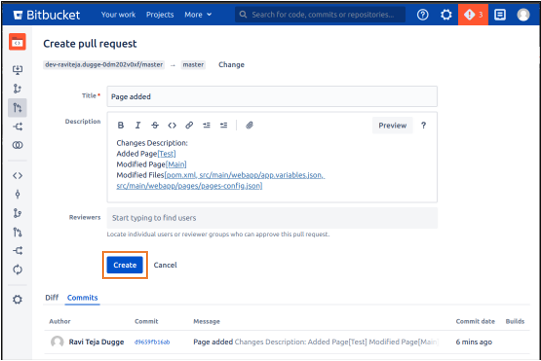 Bitbucket Your work Projects More Search for code, commits or repositories... 3
Create pull request
dev-raviteja.dugge-0dm202v0xf/master → master Change
Title * Page added
Description
B I S <> Preview ?
Changes Description:
Added Page[Test]
Modified Page[Main]
Modified Files[pom.xml, src/main/webapp/app.variables.json,
src/main/webapp/pages/pages-config.json]
Reviewers Start typing to find users
Locate individual users or reviewer groups who can approve this pull request.
Create Cancel
Diff Commits
Author Commit Message Commit date Builds
Ravi Teja Dugge d9659fb16ab Page added Changes Description: Added Page[Test] Modified Page[Main] 6 mins ago